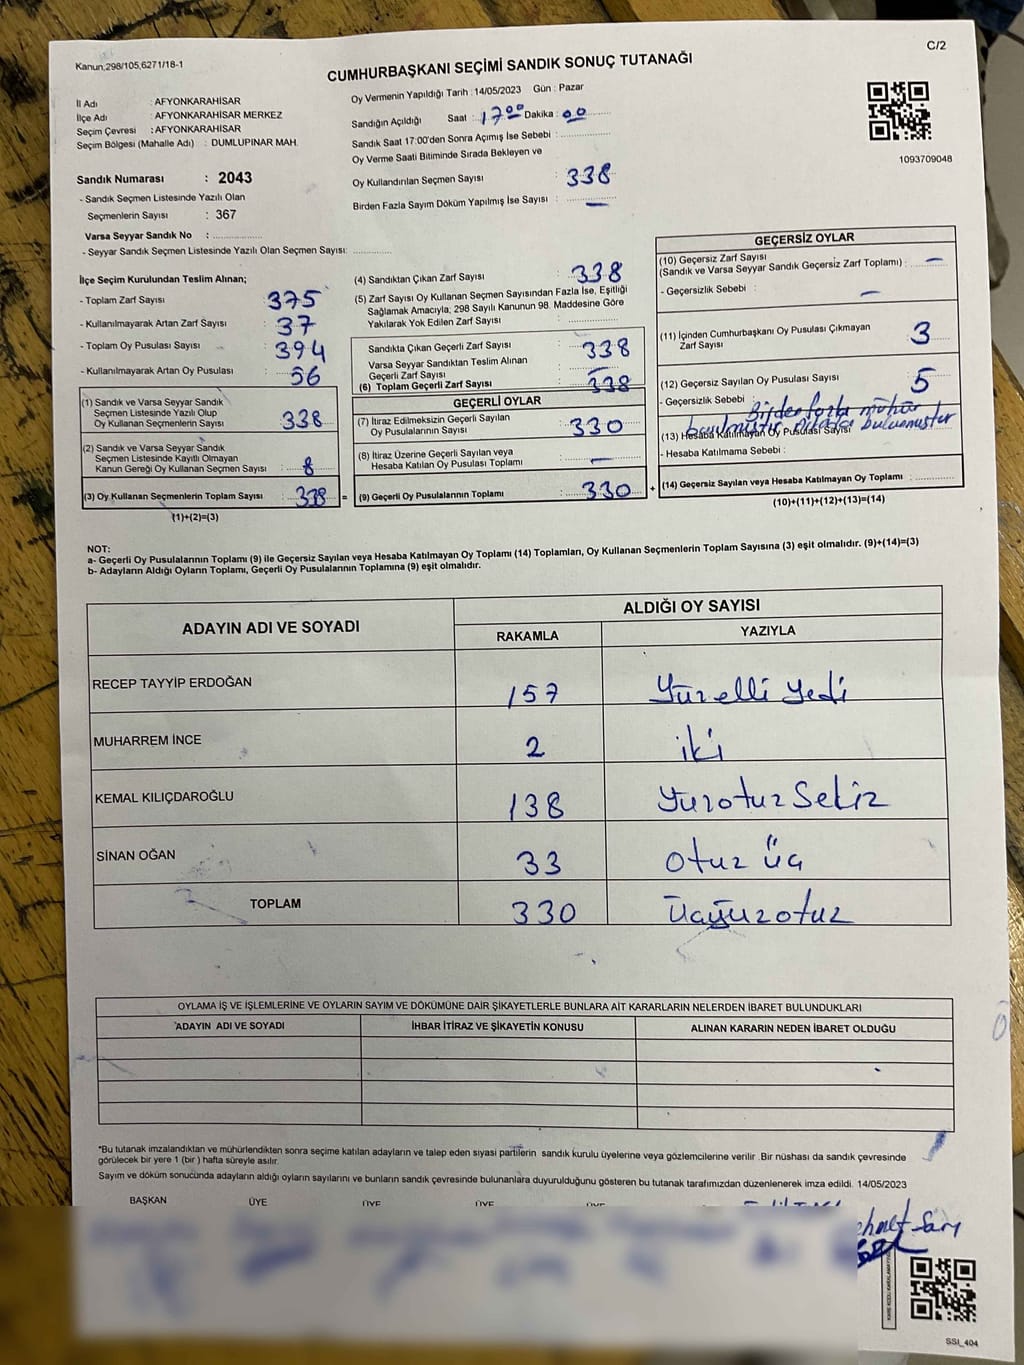 Kanun;298/105,6271/18-1
C/2
CUMHURBAŞKANI SEÇİMİ SANDIK SONUÇ TUTANAĞI
İl Adı : AFYONKARAHİSAR
İlçe Adı : AFYONKARAHİSAR MERKEZ
Seçim Çevresi : AFYONKARAHİSAR
Seçim Bölgesi (Mahalle Adı) : DUMLUPINAR MAH.
Sandık Numarası : 2043
- Sandık Seçmen Listesinde Yazılı Olan
Seçmenlerin Sayısı : 367
Varsa Seyyar Sandık No :
- Seyyar Sandık Seçmen Listesinde Yazılı Olan Seçmen Sayısı:
Oy Vermenin Yapıldığı Tarih : 14/05/2023 Gün : Pazar
Sandığın Açıldığı Saat : 17:00 Dakika : 00
Sandık Saat 17:00'den Sonra Açımış İse Sebebi :
Oy Verme Saati Bitiminde Sırada Bekleyen ve
Oy Kullandırılan Seçmen Sayısı : 338
Birden Fazla Sayım Döküm Yapılmış İse Sayısı : —
1093709048
İlçe Seçim Kurulundan Teslim Alınan;
- Toplam Zarf Sayısı : 375
- Kullanılmayarak Artan Zarf Sayısı : 37
- Toplam Oy Pusulası Sayısı : 394
- Kullanılmayarak Artan Oy Pusulası : 56
(1) Sandık ve Varsa Seyyar Sandık
Seçmen Listesinde Yazılı Olup
Oy Kullanan Seçmenlerin Sayısı : 338
(2) Sandık ve Varsa Seyyar Sandık
Seçmen Listesinde Kayıtlı Olmayan
Kanun Gereği Oy Kullanan Seçmen Sayısı : 8
(3) Oy Kullanan Seçmenlerin Toplam Sayısı : 338 =
(1)+(2)=(3)
(4) Sandıktan Çıkan Zarf Sayısı : 338
(5) Zarf Sayısı Oy Kullanan Seçmen Sayısından Fazla İse, Eşitliği
Sağlamak Amacıyla; 298 Sayılı Kanunun 98. Maddesine Göre
Yakılarak Yok Edilen Zarf Sayısı :
Sandıkta Çıkan Geçerli Zarf Sayısı : 338
Varsa Seyyar Sandıktan Teslim Alınan
Geçerli Zarf Sayısı : —
(6) Toplam Geçerli Zarf Sayısı : 338
GEÇERLİ OYLAR
(7) İtiraz Edilmeksizin Geçerli Sayılan
Oy Pusulalarının Sayısı : 330
(8) İtiraz Üzerine Geçerli Sayılan veya
Hesaba Katılan Oy Pusulası Toplamı : —
(9) Geçerli Oy Pusulalarının Toplamı : 330 +
GEÇERSİZ OYLAR
(10) Geçersiz Zarf Sayısı
(Sandık ve Varsa Seyyar Sandık Geçersiz Zarf Toplamı) : —
- Geçersizlik Sebebi : —
(11) İçinden Cumhurbaşkanı Oy Pusulası Çıkmayan
Zarf Sayısı : 3
(12) Geçersiz Sayılan Oy Pusulası Sayısı : 5
- Geçersizlik Sebebi : Birden fazla mühür
(13) Hesaba Katılmayan Oy Pusulası Sayısı
- Hesaba Katılmama Sebebi :
(14) Geçersiz Sayılan veya Hesaba Katılmayan Oy Toplamı :
(10)+(11)+(12)+(13)=(14)
NOT:
a- Geçerli Oy Pusulalarının Toplamı (9) ile Geçersiz Sayılan veya Hesaba Katılmayan Oy Toplamı (14) Toplamları, Oy Kullanan Seçmenlerin Toplam Sayısına (3) eşit olmalıdır. (9)+(14)=(3)
b- Adayların Aldığı Oyların Toplamı, Geçerli Oy Pusulalarının Toplamına (9) eşit olmalıdır.
ADAYIN ADI VE SOYADI
ALDIĞI OY SAYISI
RAKAMLA YAZIYLA
RECEP TAYYİP ERDOĞAN 157 Yüzelli yedi
MUHARREM İNCE 2 iki
KEMAL KILIÇDAROĞLU 138 Yüzotuz Sekiz
SİNAN OĞAN 33 Otuz üç
TOPLAM 330 Üçyüzotuz
OYLAMA İŞ VE İŞLEMLERİNE VE OYLARIN SAYIM VE DÖKÜMÜNE DAİR ŞİKAYETLERLE BUNLARA AİT KARARLARIN NELERDEN İBARET BULUNDUKLARI
ADAYIN ADI VE SOYADI İHBAR İTİRAZ VE ŞİKAYETİN KONUSU ALINAN KARARIN NEDEN İBARET OLDUĞU
*Bu tutanak imzalandıktan ve mühürlendikten sonra seçime katılan adayların ve talep eden siyasi partilerin sandık kurulu üyelerine veya gözlemcilerine verilir. Bir nüshası da sandık çevresinde
görülecek bir yere 1 (bir ) hafta süreyle asılır.
Sayım ve döküm sonucunda adayların aldığı oyların sayılarını ve bunların sandık çevresinde bulunanlara duyurulduğunu gösteren bu tutanak tarafımızdan düzenlenerek imza edildi. 14/05/2023
BAŞKAN ÜYE ÜYE ÜYE ÜYE
SSI_404